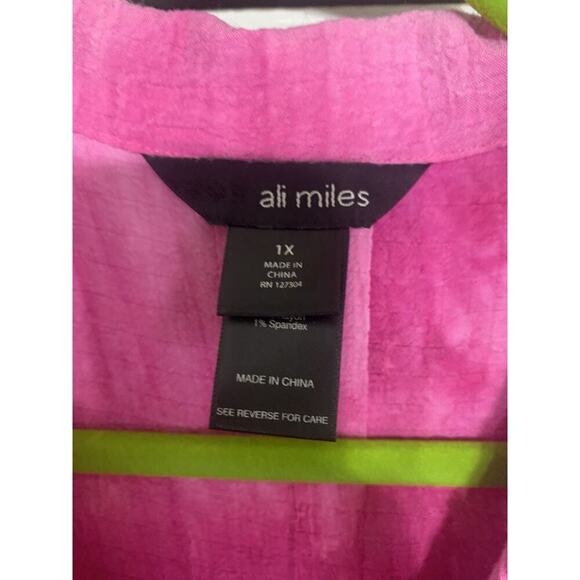 ali miles
1X
MADE IN
CHINA
RN 127304
1% Spandex
MADE IN CHINA
SEE REVERSE FOR CARE